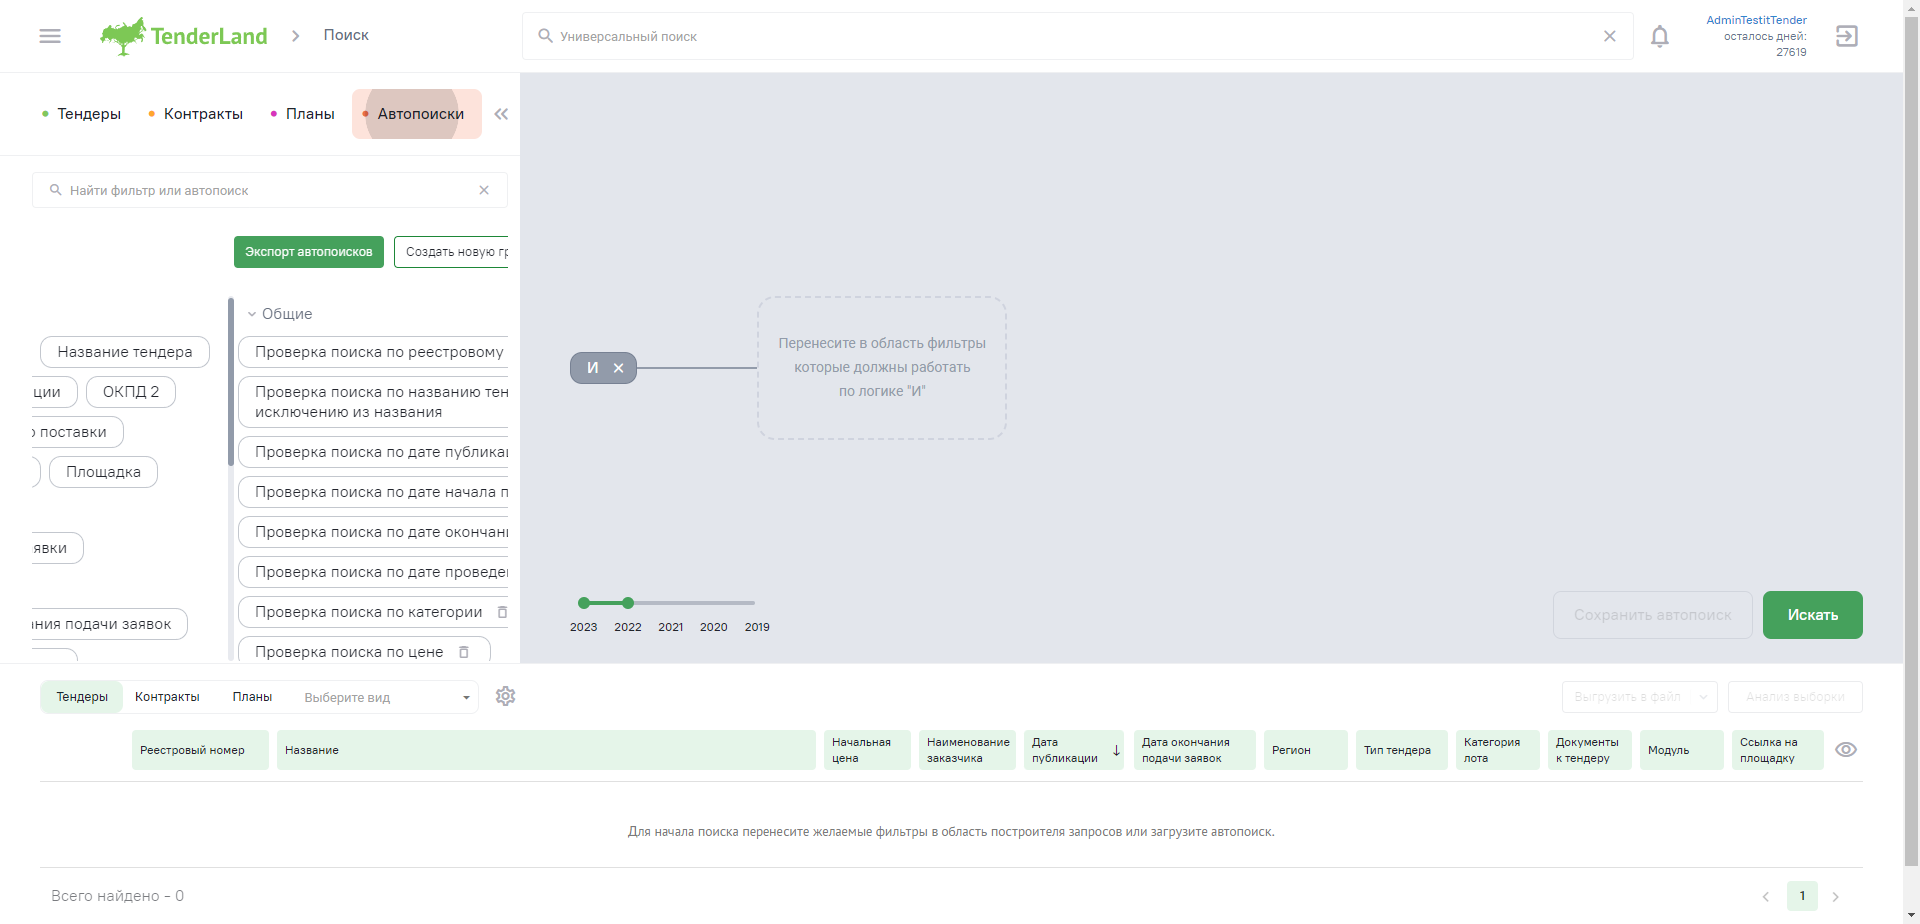 TenderLand
Поиск
Универсальный поиск
AdminTestitTender
осталось дней:
27619
Тендеры
Контракты
Планы
Автопоиски
Найти фильтр или автопоиск
Экспорт автопоисков
Создать новую гр
Общие
Название тендера
Проверка поиска по реестровому
ции
ОКПД 2
Проверка поиска по названию тен
исключению из названия
о поставки
Проверка поиска по дате публикац
Площадка
Проверка поиска по дате начала п
Проверка поиска по дате окончани
явки
Проверка поиска по дате проведе
Проверка поиска по категории
ания подачи заявок
Проверка поиска по цене
И
Перенесите в область фильтры
которые должны работать
по логике "И"
2023
2022
2021
2020
2019
Сохранить автопоиск
Искать
Тендеры
Контракты
Планы
Выберите вид
Выгрузить в файл
Анализ выборки
Реестровый номер
Название
Начальная
цена
Наименование
заказчика
Дата
публикации
Дата окончания
подачи заявок
Регион
Тип тендера
Категория
лота
Документы
к тендеру
Модуль
Ссылка на
площадку
Для начала поиска перенесите желаемые фильтры в область построителя запросов или загрузите автопоиск.
Всего найдено - 0
1